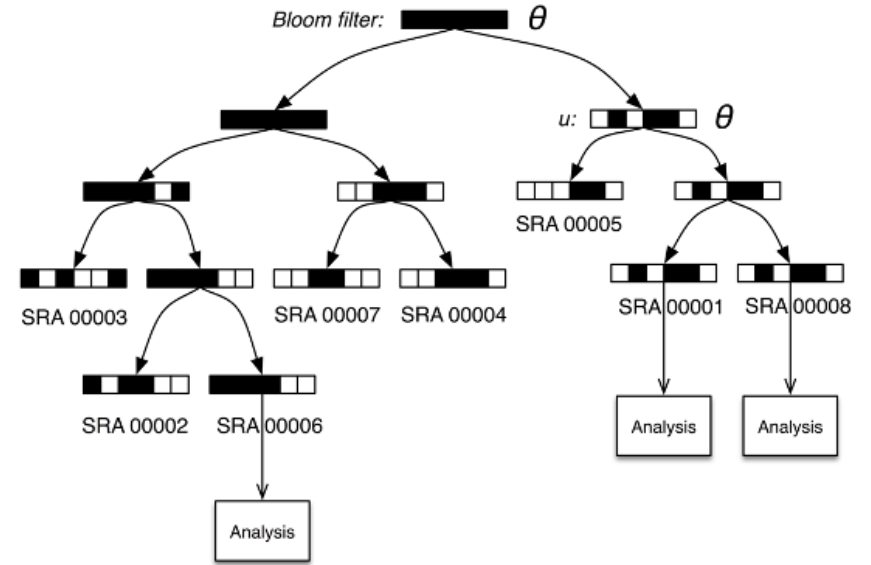 Bloom filter: θ
u: θ
SRA 00005
SRA 00003 SRA 00007 SRA 00004 SRA 00001 SRA 00008
SRA 00002 SRA 00006 Analysis Analysis
Analysis